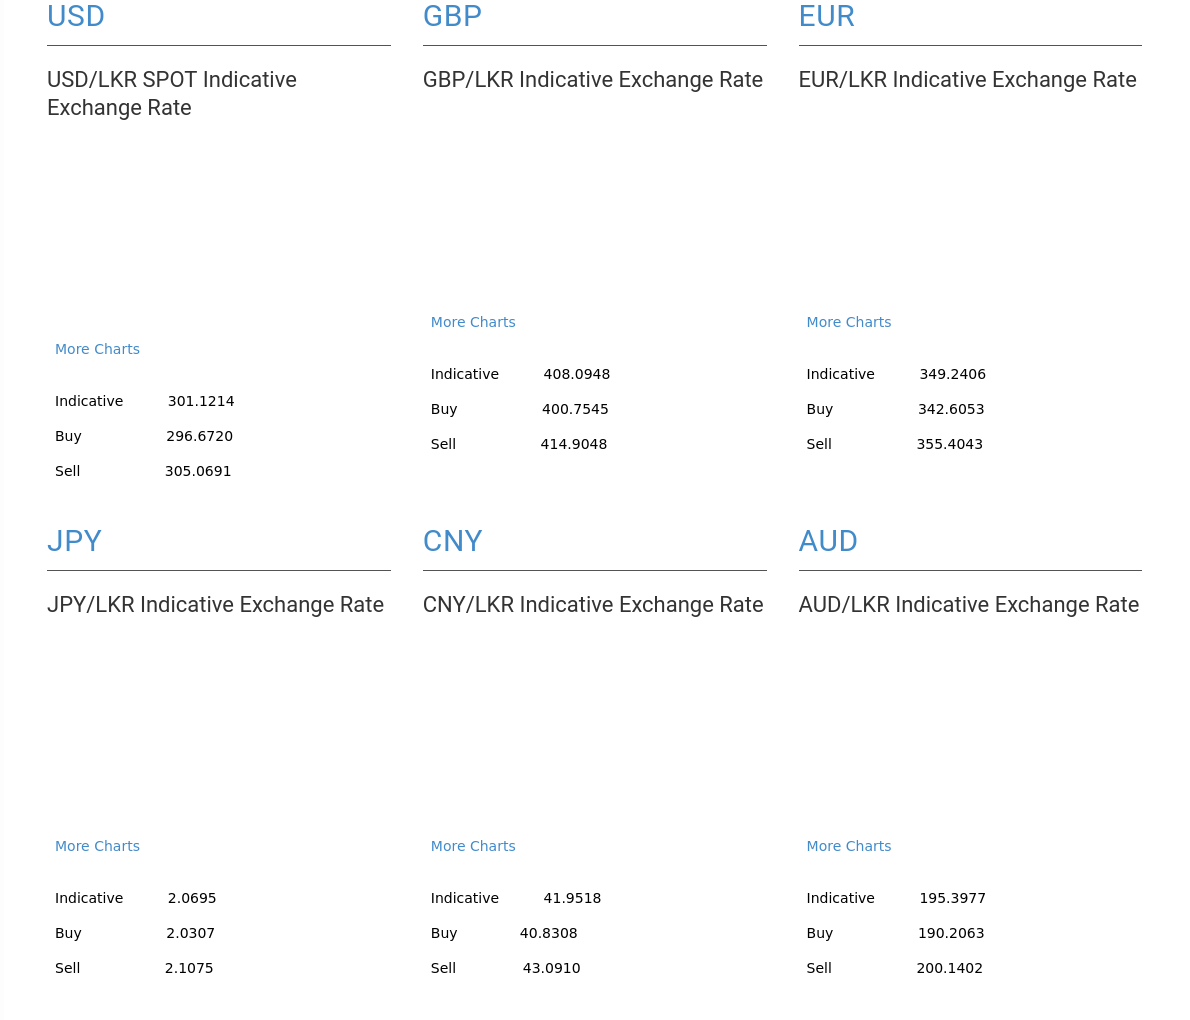 USD
USD/LKR SPOT Indicative
Exchange Rate
More Charts
Indicative 301.1214
Buy 296.6720
Sell 305.0691
GBP
GBP/LKR Indicative Exchange Rate
More Charts
Indicative 408.0948
Buy 400.7545
Sell 414.9048
EUR
EUR/LKR Indicative Exchange Rate
More Charts
Indicative 349.2406
Buy 342.6053
Sell 355.4043
JPY
JPY/LKR Indicative Exchange Rate
More Charts
Indicative 2.0695
Buy 2.0307
Sell 2.1075
CNY
CNY/LKR Indicative Exchange Rate
More Charts
Indicative 41.9518
Buy 40.8308
Sell 43.0910
AUD
AUD/LKR Indicative Exchange Rate
More Charts
Indicative 195.3977
Buy 190.2063
Sell 200.1402